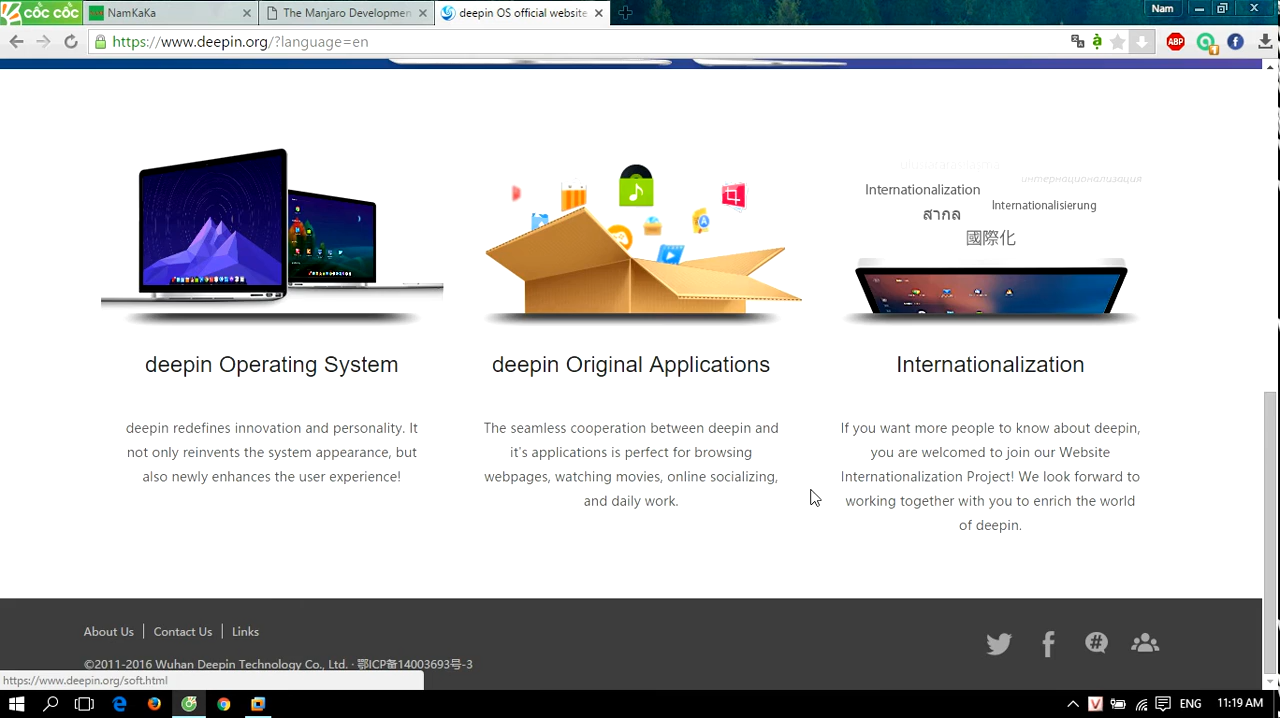 CỐC CỐC
NamKaKa
The Manjaro Developmen
deepin OS official website
Nam
https://www.deepin.org/?language=en
ABP
Internationalization
интернационализация
Internationalisierung
สากล
國際化
deepin Operating System
deepin redefines innovation and personality. It
not only reinvents the system appearance, but
also newly enhances the user experience!
deepin Original Applications
The seamless cooperation between deepin and
it's applications is perfect for browsing
webpages, watching movies, online socializing,
and daily work.
Internationalization
If you want more people to know about deepin,
you are welcomed to join our Website
Internationalization Project! We look forward to
working together with you to enrich the world
of deepin.
About Us
Contact Us
Links
©2011-2016 Wuhan Deepin Technology Co., Ltd. · 鄂ICP备14003693号-3
https://www.deepin.org/soft.html
ENG
11:19 AM